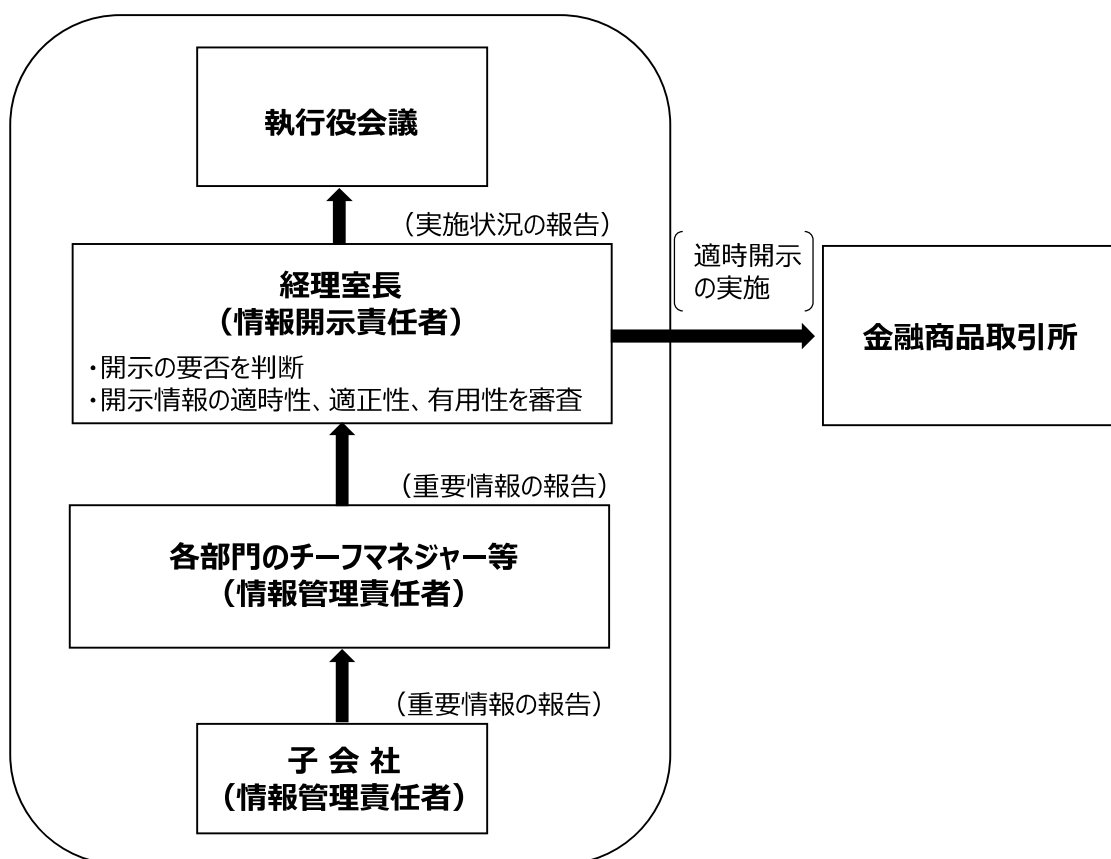 執行役会議
（実施状況の報告）
経理室長
（情報開示責任者）
・開示の要否を判断
・開示情報の適時性、適正性、有用性を審査
適時開示
の実施
金融商品取引所
（重要情報の報告）
各部門のチーフマネジャー等
（情報管理責任者）
（重要情報の報告）
子 会 社
（情報管理責任者）